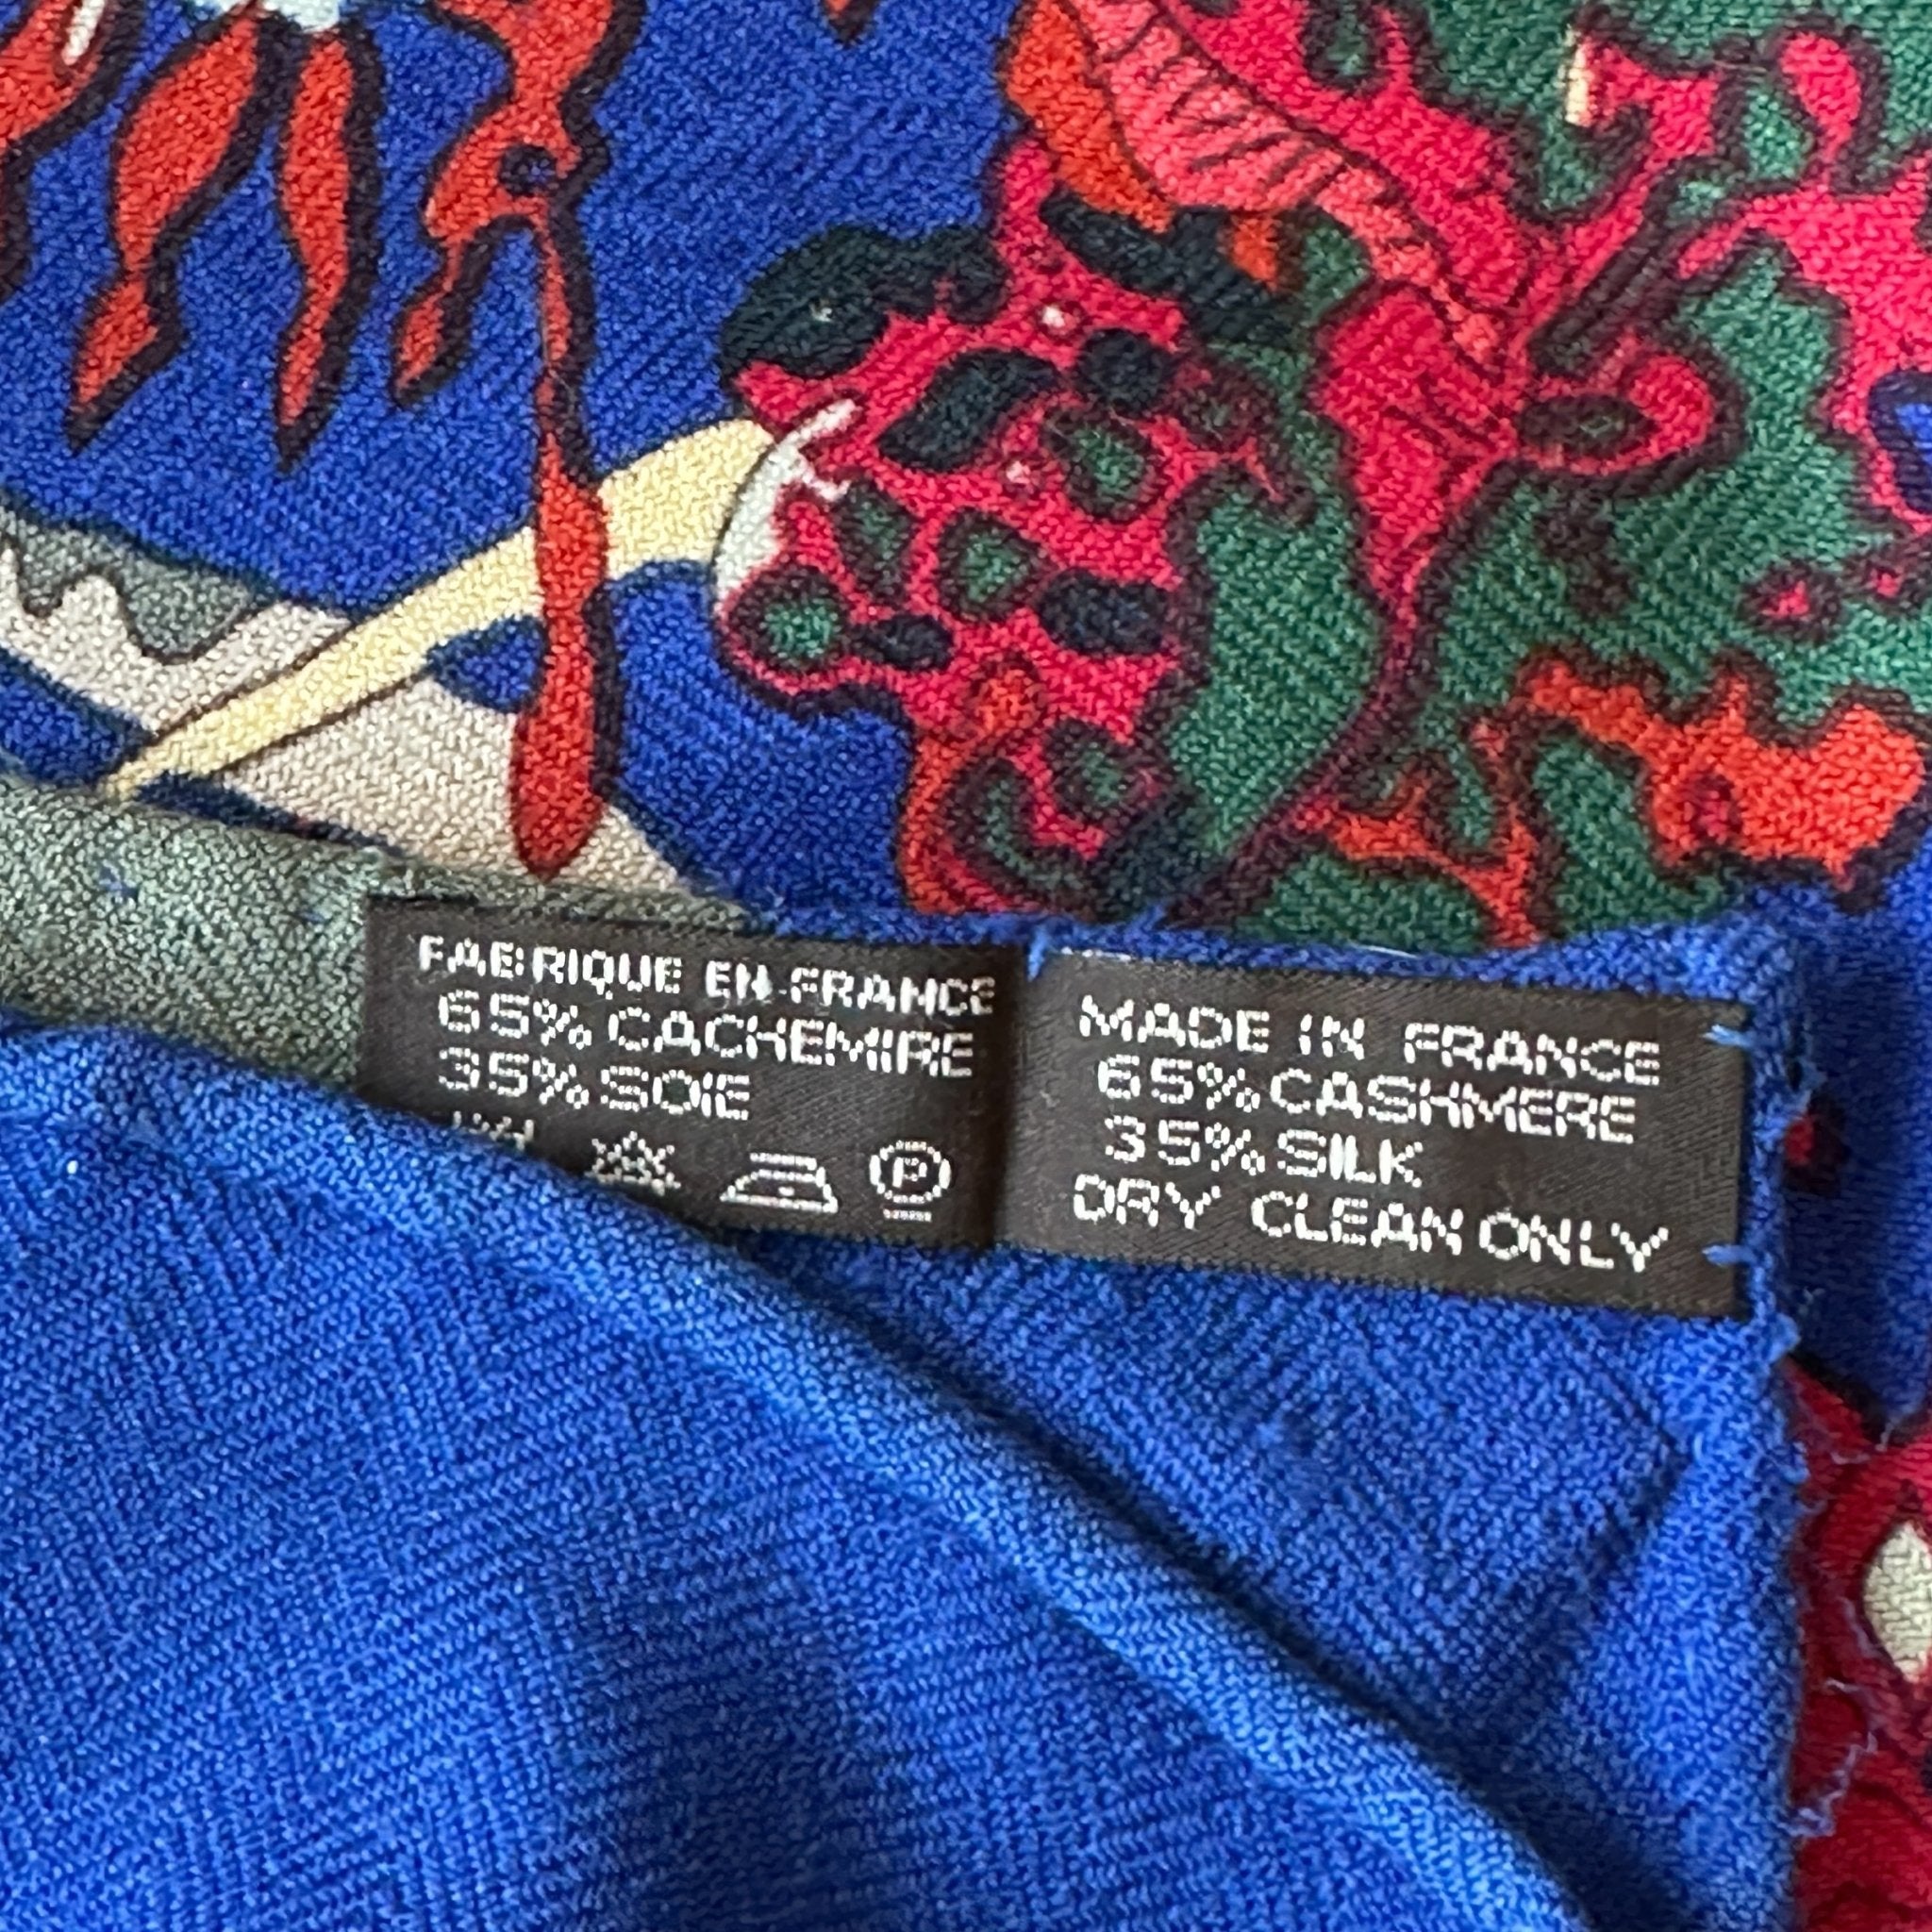 FABRIQUE EN FRANCE
65% CACHEMIRE
35% SOIE
P
MADE IN FRANCE
65% CASHMERE
35% SILK
DRY CLEAN ONLY